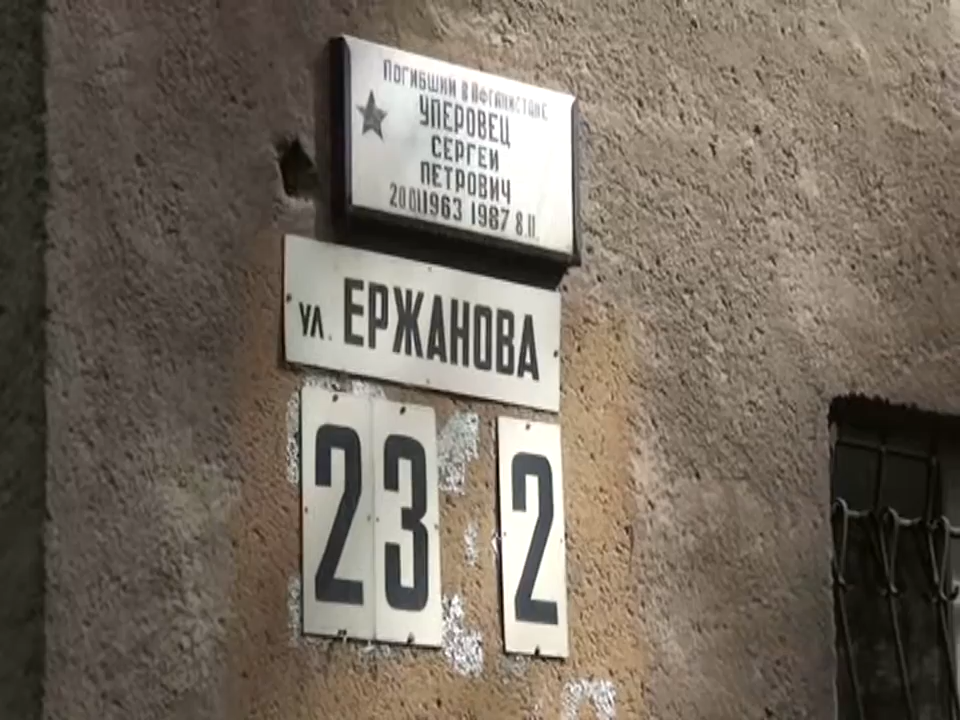 ПОГИБШИЙ В АФГАНИСТАНЕ
УПЕРОВЕЦ
СЕРГЕЙ
ПЕТРОВИЧ
20 01 1963 1987 8.11.
УЛ. ЕРЖАНОВА
23 2